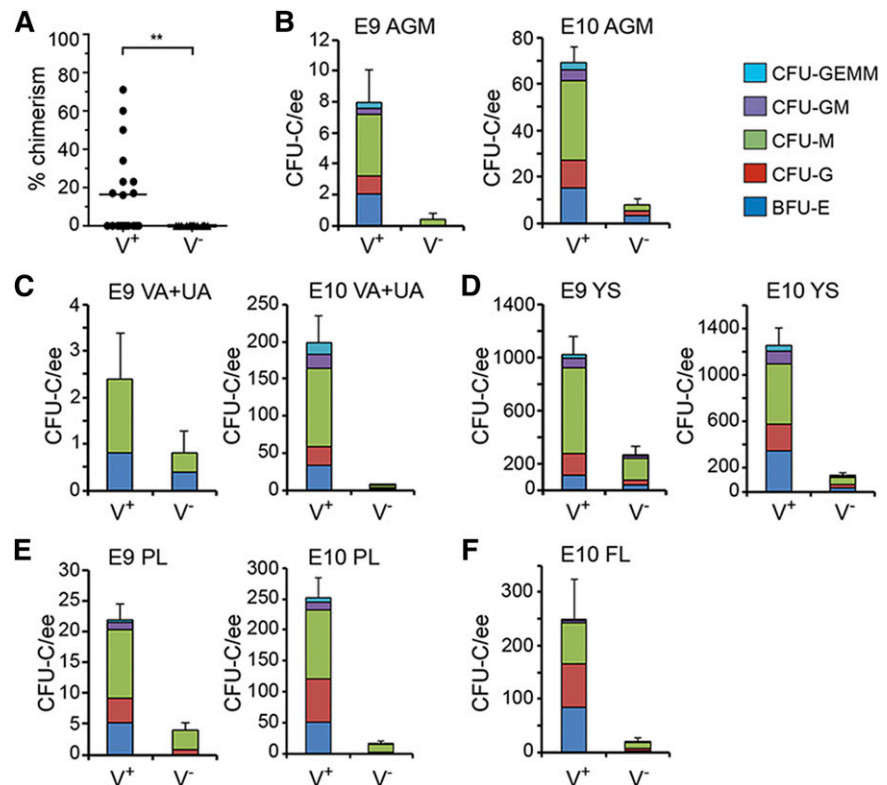 A
% chimerism
100
80
60
40
20
0
**
V+ V-
B
E9 AGM
CFU-C/ee
12
10
8
6
4
2
0
V+ V-
E10 AGM
CFU-C/ee
80
60
40
20
0
V+ V-
CFU-GEMM
CFU-GM
CFU-M
CFU-G
BFU-E
C
E9 VA+UA
CFU-C/ee
4
3
2
1
0
V+ V-
E10 VA+UA
CFU-C/ee
250
200
150
100
50
0
V+ V-
D
E9 YS
CFU-C/ee
1400
1000
600
200
0
V+ V-
E10 YS
CFU-C/ee
1400
1000
600
200
0
V+ V-
E
E9 PL
CFU-C/ee
30
25
20
15
10
5
0
V+ V-
E10 PL
CFU-C/ee
300
250
200
150
100
50
0
V+ V-
F
E10 FL
CFU-C/ee
300
200
100
0
V+ V-